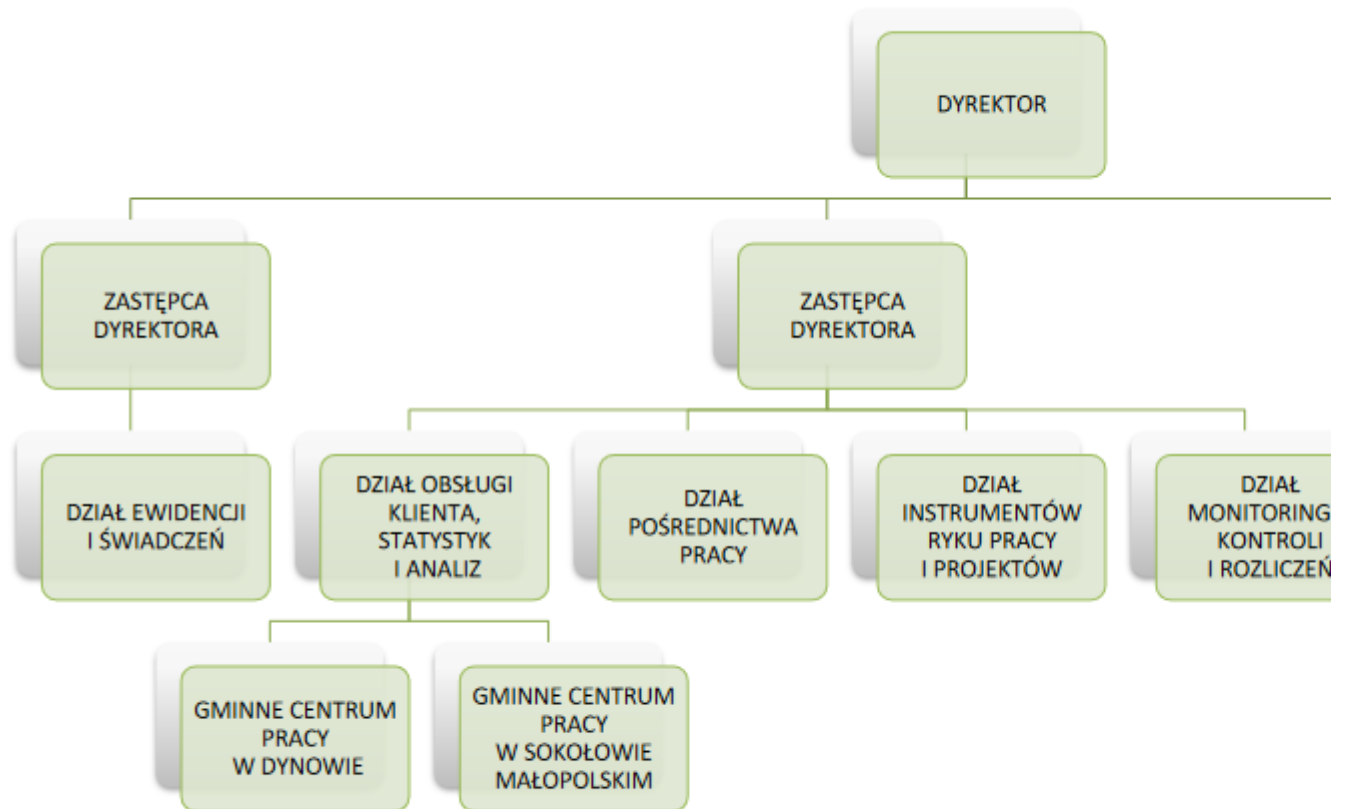 DYREKTOR
ZASTĘPCA
DYREKTORA
ZASTĘPCA
DYREKTORA
DZIAŁ EWIDENCJI
I ŚWIADCZEŃ
DZIAŁ OBSŁUGI
KLIENTA,
STATYSTYK
I ANALIZ
DZIAŁ
POŚREDNICTWA
PRACY
DZIAŁ
INSTRUMENTÓW
RYKU PRACY
I PROJEKTÓW
DZIAŁ
MONITORING
KONTROLI
I ROZLICZEŃ
GMINNE CENTRUM
PRACY
W DYNOWIE
GMINNE CENTRUM
PRACY
W SOKOŁOWIE
MAŁOPOLSKIM